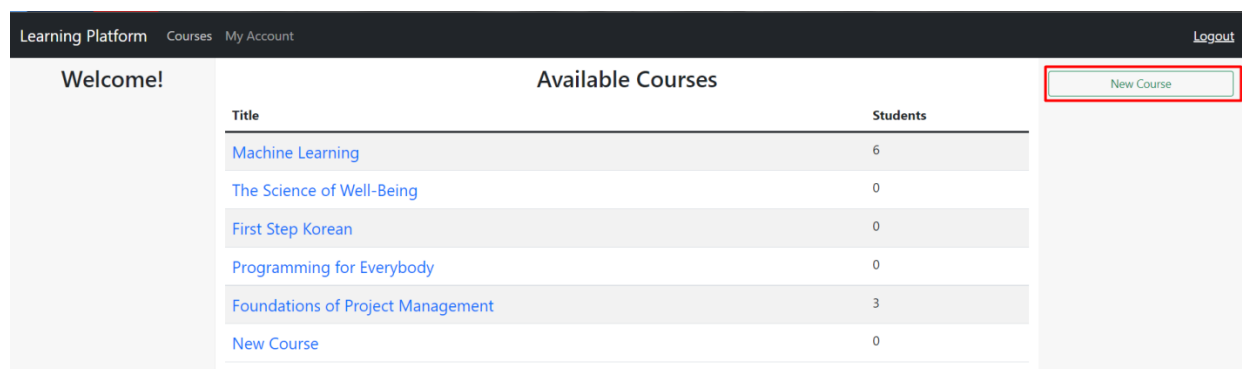 Learning Platform Courses My Account Logout
Welcome!
Available Courses
New Course
Title Students
Machine Learning 6
The Science of Well-Being 0
First Step Korean 0
Programming for Everybody 0
Foundations of Project Management 3
New Course 0